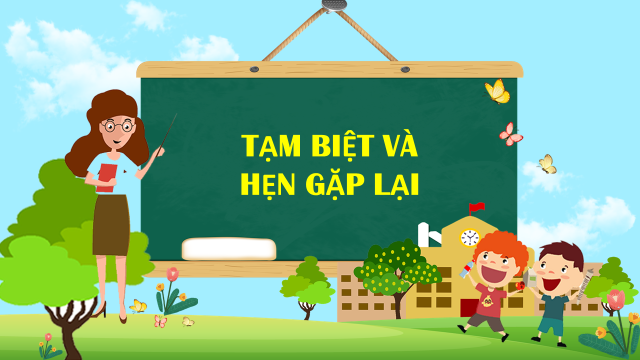 TẠM BIỆT VÀ
HẸN GẶP LẠI